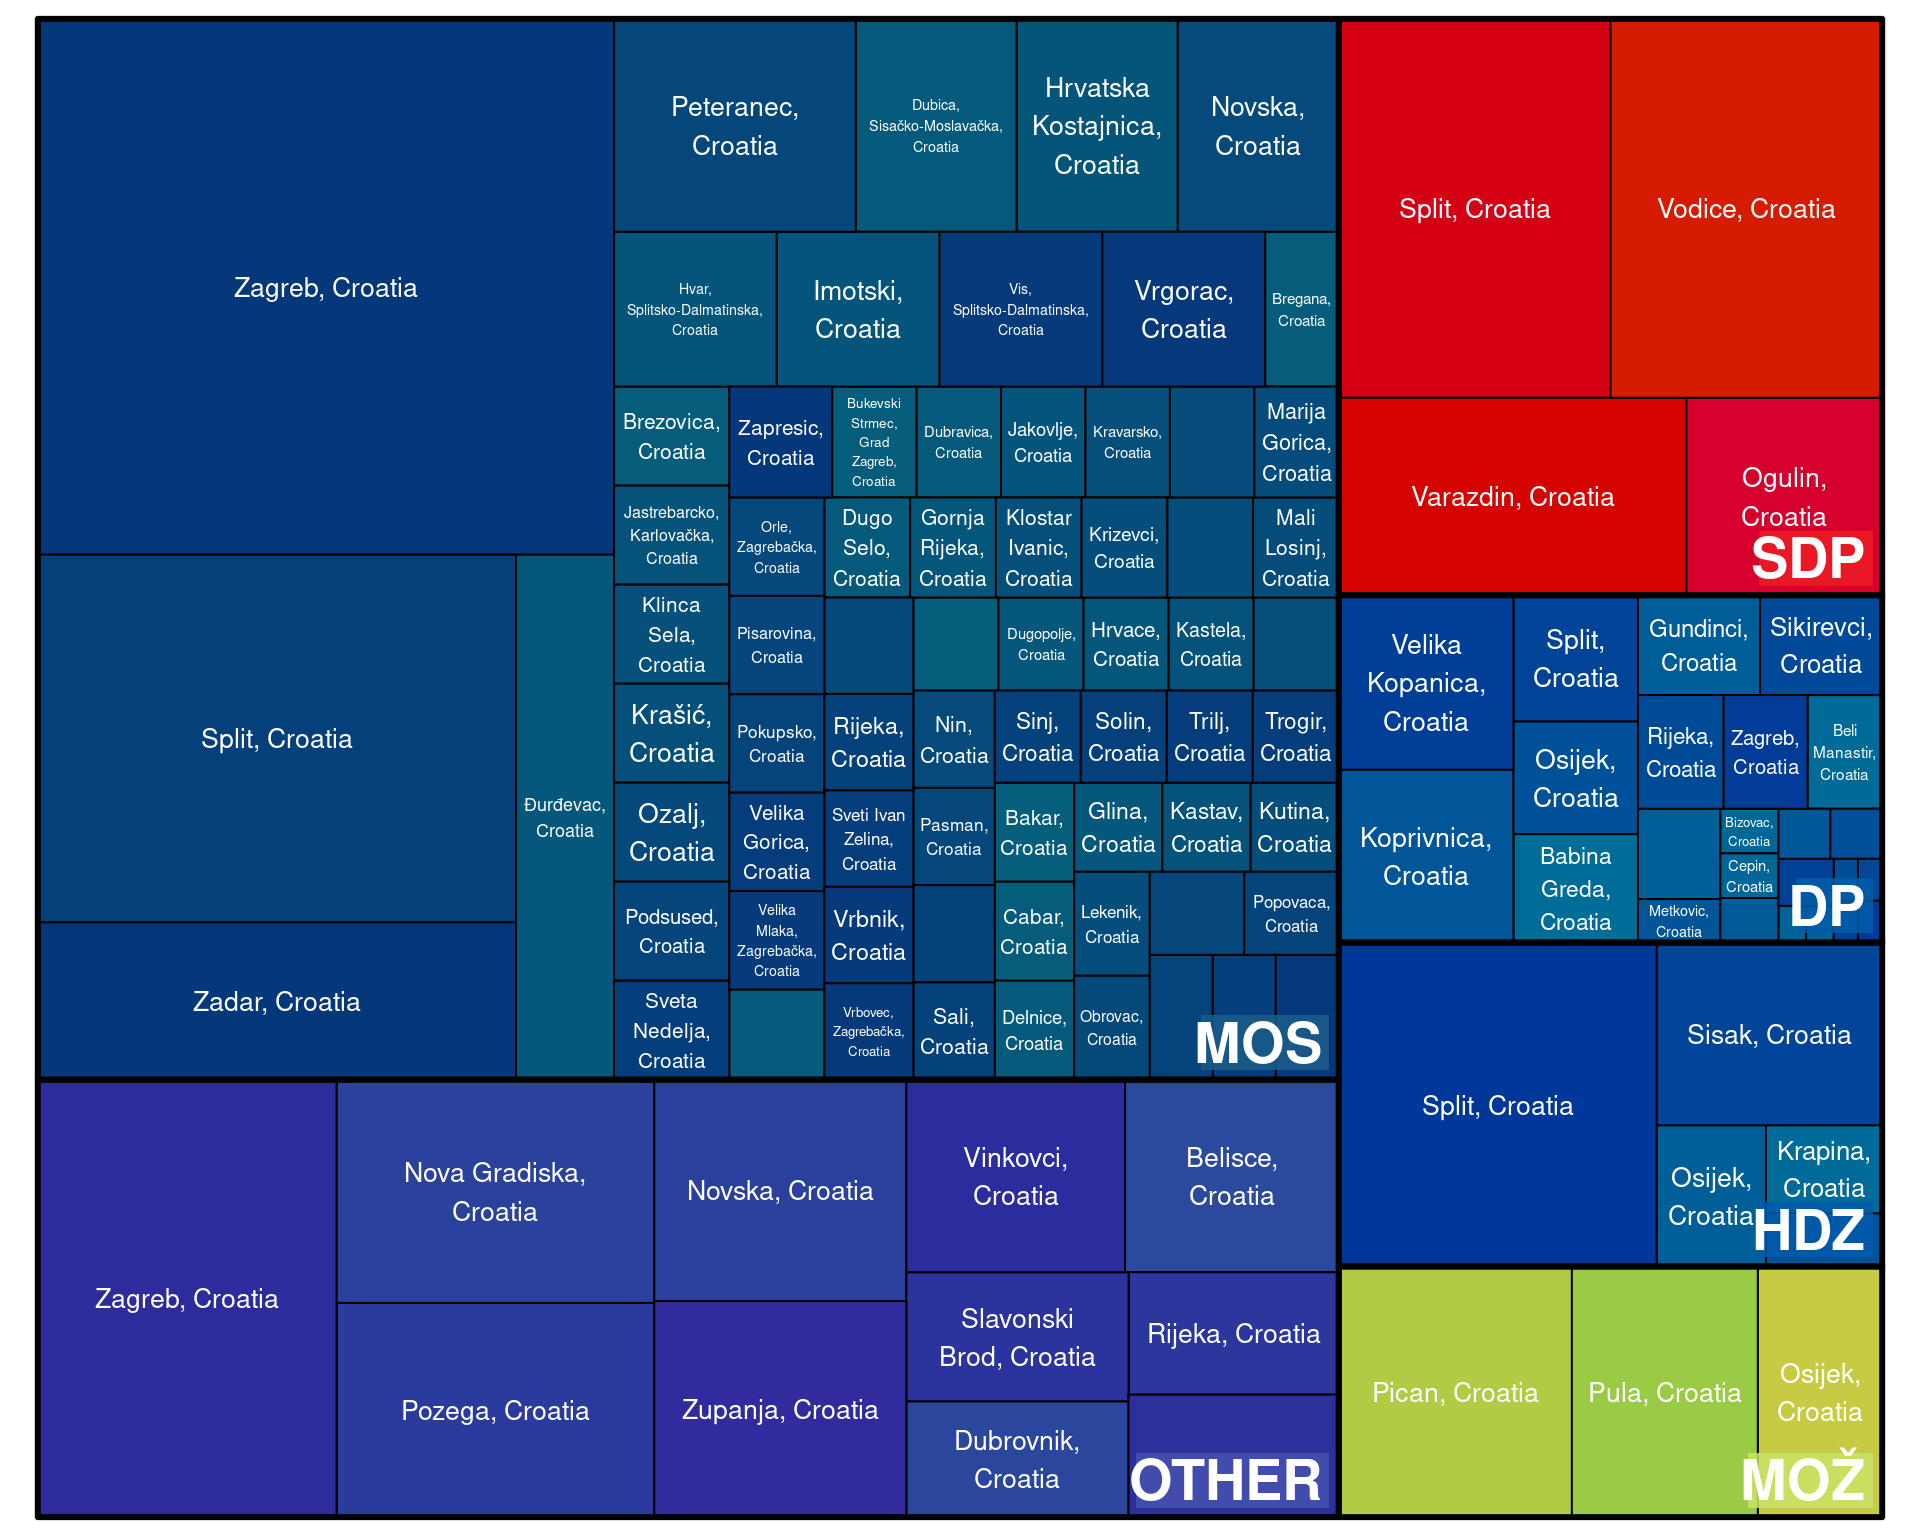 Zagreb, Croatia
Split, Croatia
Zadar, Croatia
Đurđevac,
Croatia
Peteranec,
Croatia
Dubica,
Sisačko-Moslavačka,
Croatia
Hrvatska
Kostajnica,
Croatia
Novska,
Croatia
Hvar,
Splitsko-Dalmatinska,
Croatia
Imotski,
Croatia
Vis,
Splitsko-Dalmatinska,
Croatia
Vrgorac,
Croatia
Bregana,
Croatia
Brezovica,
Croatia
Jastrebarcko,
Karlovačka,
Croatia
Klinca
Sela,
Croatia
Krašić,
Croatia
Ozalj,
Croatia
Podsused,
Croatia
Sveta
Nedelja,
Croatia
Zapresic,
Croatia
Orle,
Zagrebačka,
Croatia
Pisarovina,
Croatia
Pokupsko,
Croatia
Velika
Gorica,
Croatia
Velika
Mlaka,
Zagrebačka,
Croatia
Bukevski
Strmec,
Grad
Zagreb,
Croatia
Dubravica,
Croatia
Jakovlje,
Croatia
Kravarsko,
Croatia
Marija
Gorica,
Croatia
Dugo
Selo,
Croatia
Gornja
Rijeka,
Croatia
Klostar
Ivanic,
Croatia
Krizevci,
Croatia
Mali
Losinj,
Croatia
Rijeka,
Croatia
Sveti Ivan
Zelina,
Croatia
Vrbnik,
Croatia
Vrbovec,
Zagrebačka,
Croatia
Dugopolje,
Croatia
Hrvace,
Croatia
Kastela,
Croatia
Nin,
Croatia
Pasman,
Croatia
Sali,
Croatia
Sinj,
Croatia
Solin,
Croatia
Trilj,
Croatia
Trogir,
Croatia
Bakar,
Croatia
Cabar,
Croatia
Delnice,
Croatia
Glina,
Croatia
Kastav,
Croatia
Kutina,
Croatia
Lekenik,
Croatia
Obrovac,
Croatia
Popovaca,
Croatia
MOS
Zagreb, Croatia
Nova Gradiska,
Croatia
Pozega, Croatia
Novska, Croatia
Zupanja, Croatia
Vinkovci,
Croatia
Belisce,
Croatia
Slavonski
Brod, Croatia
Rijeka, Croatia
Dubrovnik,
Croatia
OTHER
Split, Croatia
Vodice, Croatia
Varazdin, Croatia
Ogulin,
Croatia
SDP
Velika
Kopanica,
Croatia
Koprivnica,
Croatia
Split,
Croatia
Osijek,
Croatia
Babina
Greda,
Croatia
Gundinci,
Croatia
Sikirevci,
Croatia
Rijeka,
Croatia
Zagreb,
Croatia
Beli
Manastir,
Croatia
Bizovac,
Croatia
Cepin,
Croatia
Metkovic,
Croatia
DP
Split, Croatia
Sisak, Croatia
Osijek,
Croatia
Krapina,
Croatia
HDZ
Pican, Croatia
Pula, Croatia
Osijek,
Croatia
MOŽ